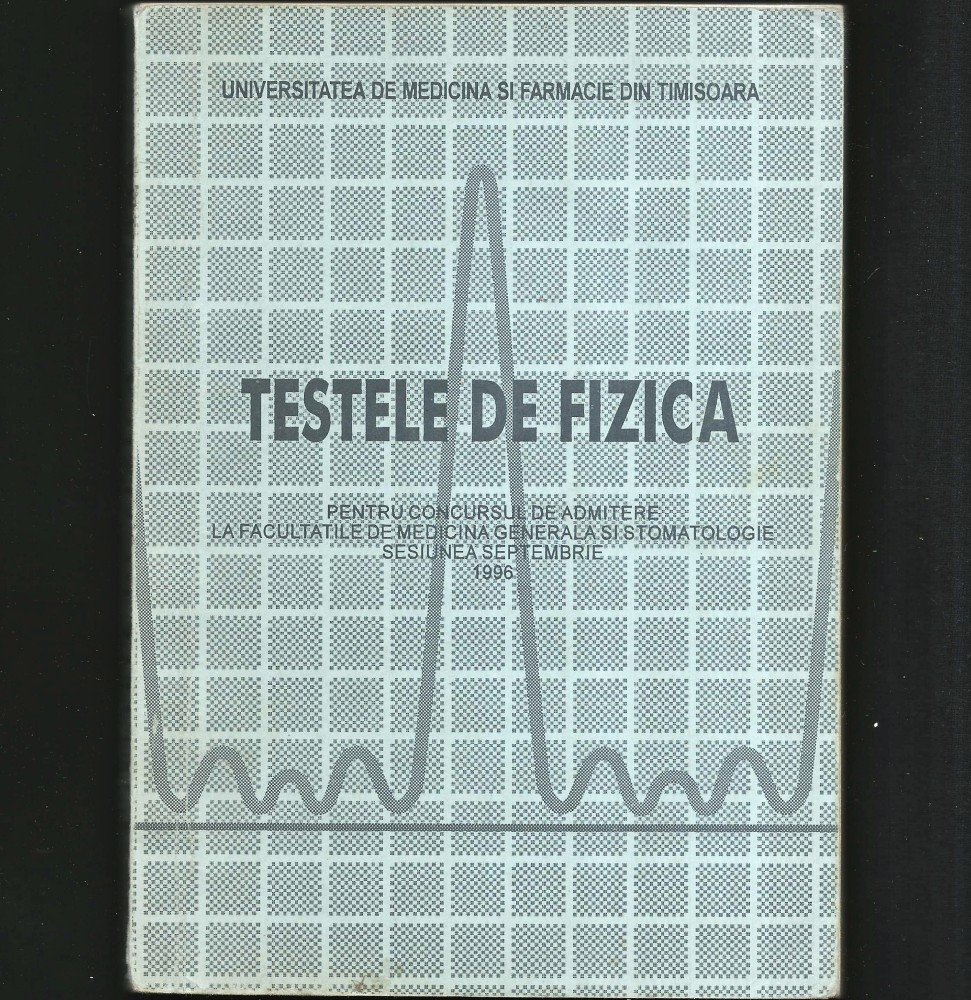 UNIVERSITATEA DE MEDICINA SI FARMACIE DIN TIMISOARA
TESTELE DE FIZICA
PENTRU CONCURSUL DE ADMITERE
LA FACULTATILE DE MEDICINA GENERALA SI STOMATOLOGIE
SESIUNEA SEPTEMBRIE
1996